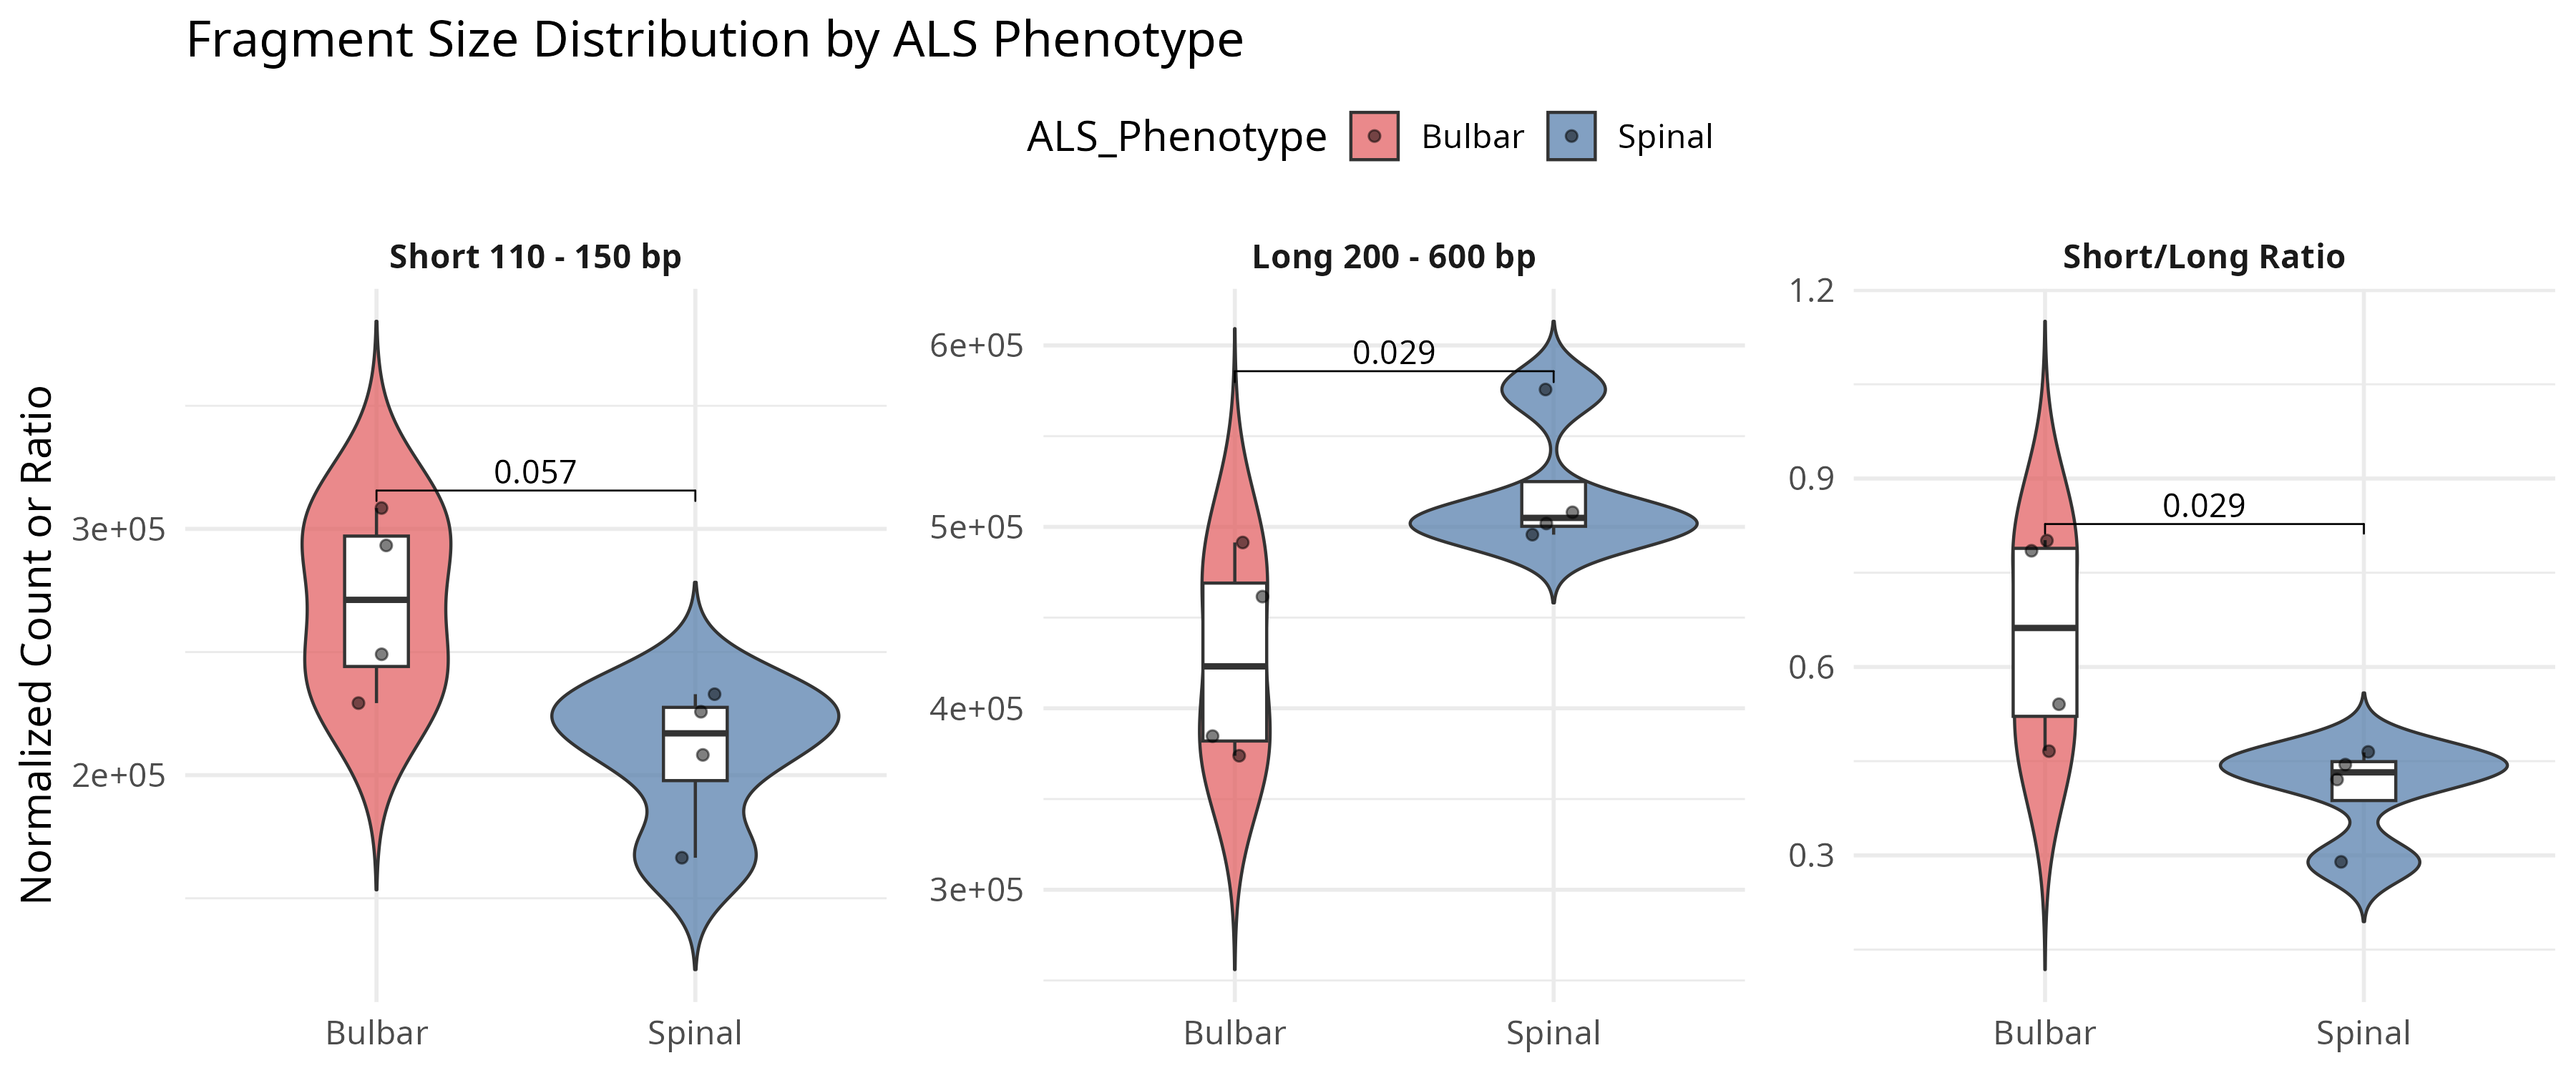 Fragment Size Distribution by ALS Phenotype
ALS_Phenotype Bulbar Spinal
Normalized Count or Ratio
Short 110 - 150 bp
3e+05
2e+05
0.057
Bulbar Spinal
Long 200 - 600 bp
6e+05
5e+05
4e+05
3e+05
0.029
Bulbar Spinal
Short/Long Ratio
1.2
0.9
0.6
0.3
0.029
Bulbar Spinal